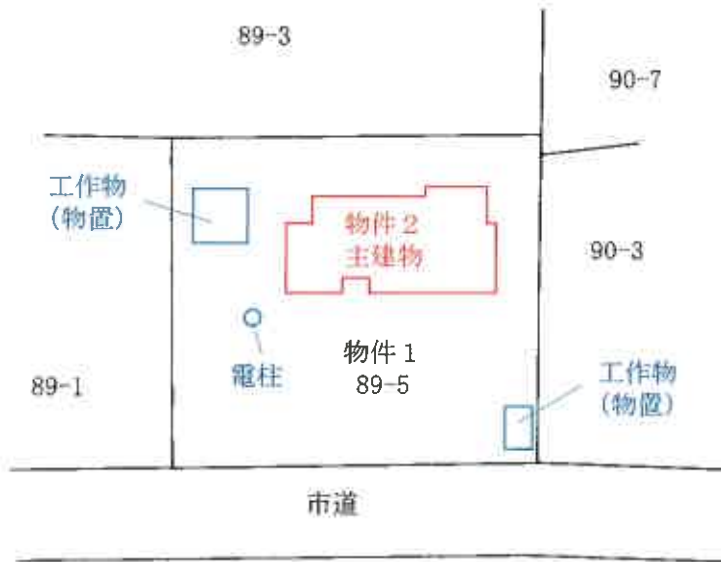 89-3
90-7
工作物
(物置)
物件2
主建物
90-3
電柱
物件1
89-5
89-1
工作物
(物置)
市道